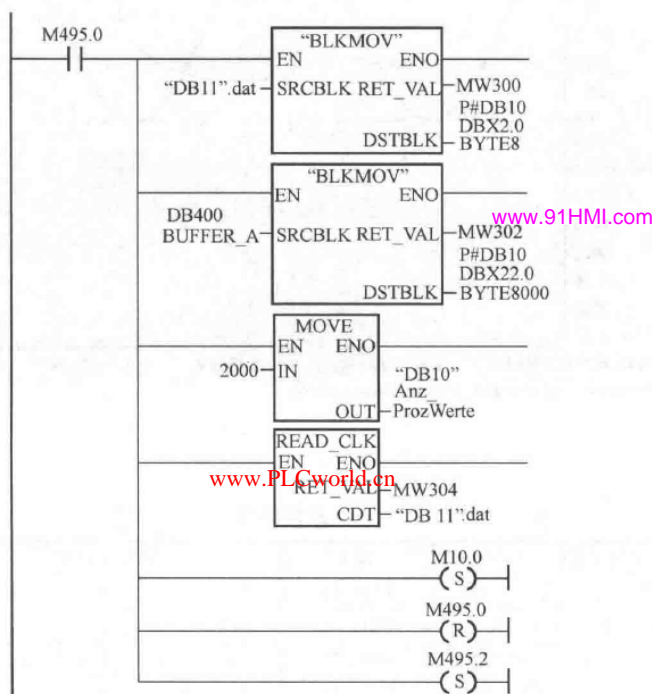 M495.0
"BLKMOV"
EN ENO
"DB11".dat SRCBLK RET_VAL MW300
P#DB10
DBX2.0
DSTBLK BYTE8
"BLKMOV"
EN ENO
DB400
www.91HMI.com
BUFFER_A SRCBLK RET_VAL MW302
P#DB10
DBX22.0
DSTBLK BYTE8000
MOVE
EN ENO
2000 IN
"DB10"
Anz_
OUT ProzWerte
READ_CLK
EN ENO
www.PLCworld.cn
RET_VAL MW304
CDT "DB 11".dat
M10.0
(S)
M495.0
(R)
M495.2
(S)